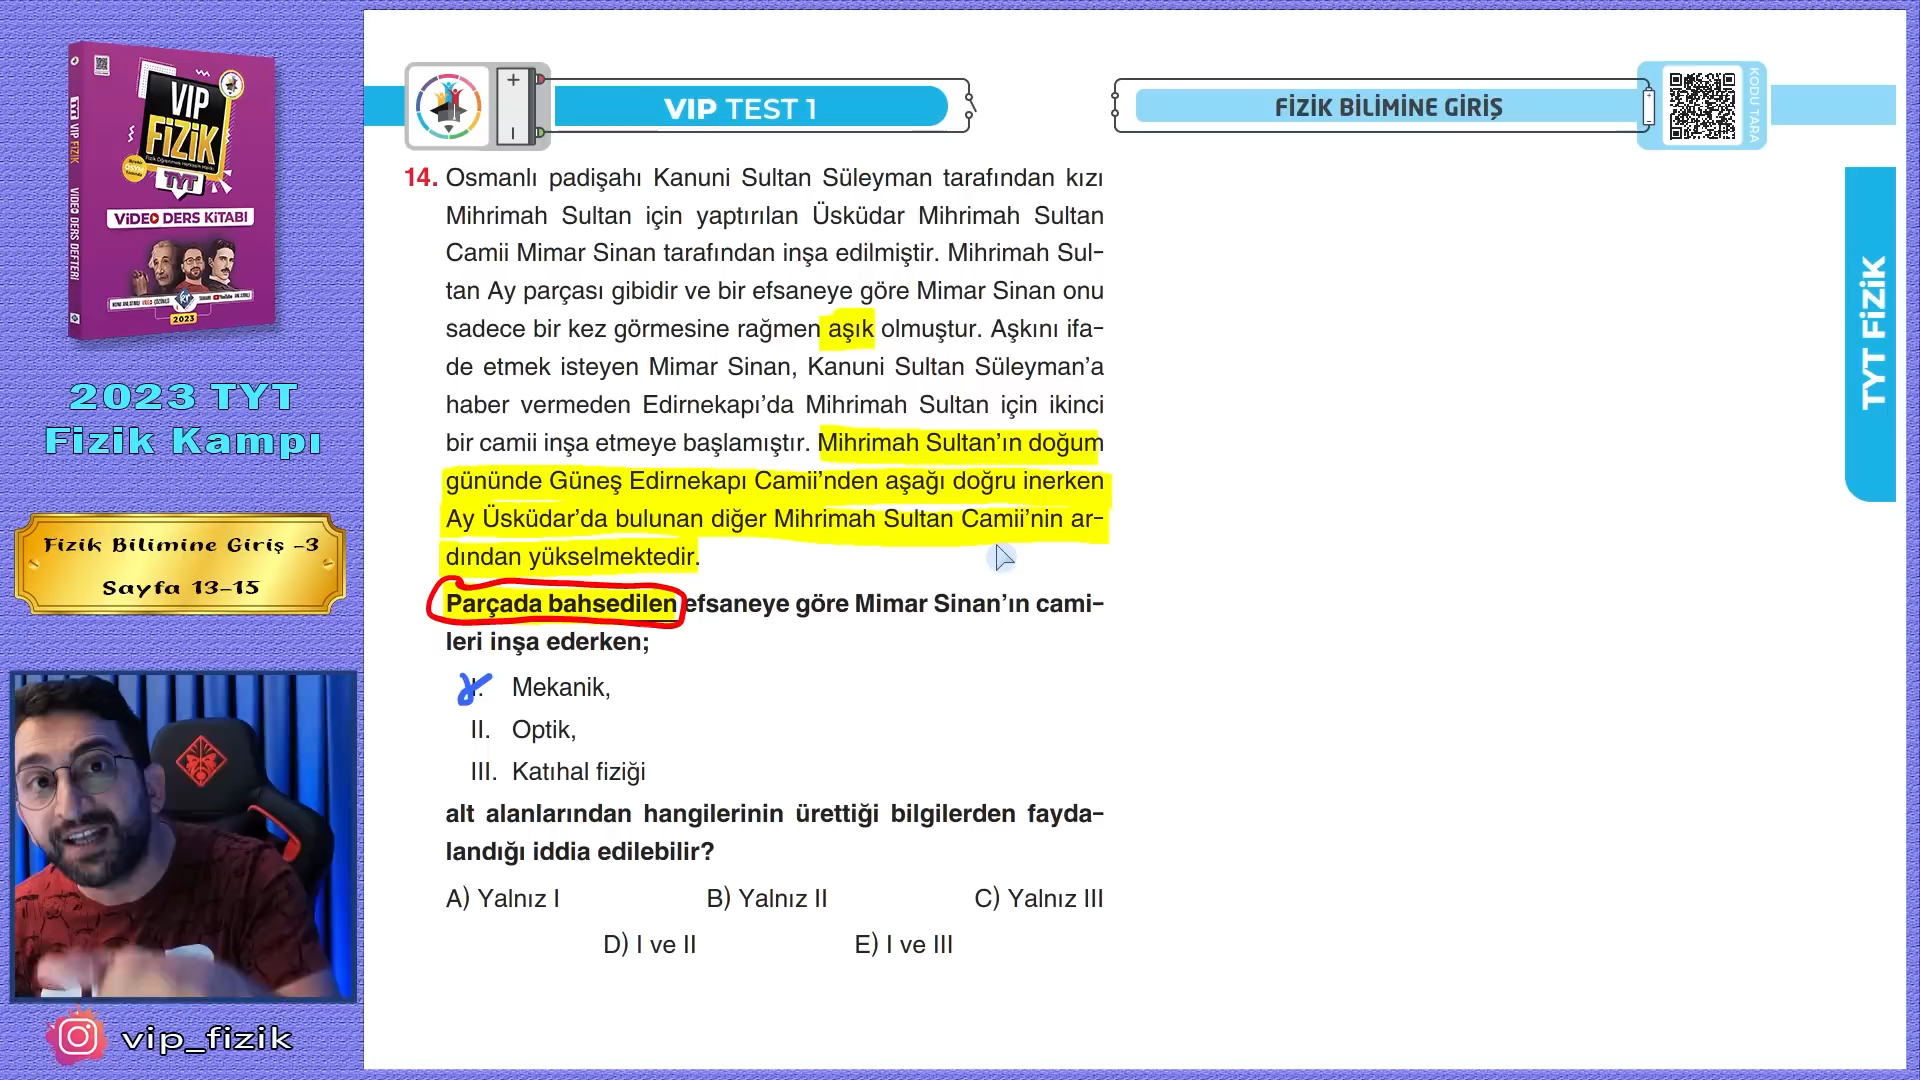 VIP
FİZİK
TYT
VİDEO DERS KİTABI
2023
TYT VIP FİZİK
VİDEO DERS DEFTERİ
2023 TYT
Fizik Kampı
Fizik Bilimine Giriş -3
Sayfa 13-15
vip_fizik
VIP TEST 1
FİZİK BİLİMİNE GİRİŞ
KODU TARA
TYT FİZİK
14. Osmanlı padişahı Kanuni Sultan Süleyman tarafından kızı
Mihrimah Sultan için yaptırılan Üsküdar Mihrimah Sultan
Camii Mimar Sinan tarafından inşa edilmiştir. Mihrimah Sul-
tan Ay parçası gibidir ve bir efsaneye göre Mimar Sinan onu
sadece bir kez görmesine rağmen aşık olmuştur. Aşkını ifa-
de etmek isteyen Mimar Sinan, Kanuni Sultan Süleyman'a
haber vermeden Edirnekapı'da Mihrimah Sultan için ikinci
bir camii inşa etmeye başlamıştır. Mihrimah Sultan'ın doğum
gününde Güneş Edirnekapı Camii'nden aşağı doğru inerken
Ay Üsküdar'da bulunan diğer Mihrimah Sultan Camii'nin ar-
dından yükselmektedir.
Parçada bahsedilen efsaneye göre Mimar Sinan'ın cami-
leri inşa ederken;
I. Mekanik,
II. Optik,
III. Katıhal fiziği
alt alanlarından hangilerinin ürettiği bilgilerden fayda-
landığı iddia edilebilir?
A) Yalnız I B) Yalnız II C) Yalnız III
D) I ve II E) I ve III